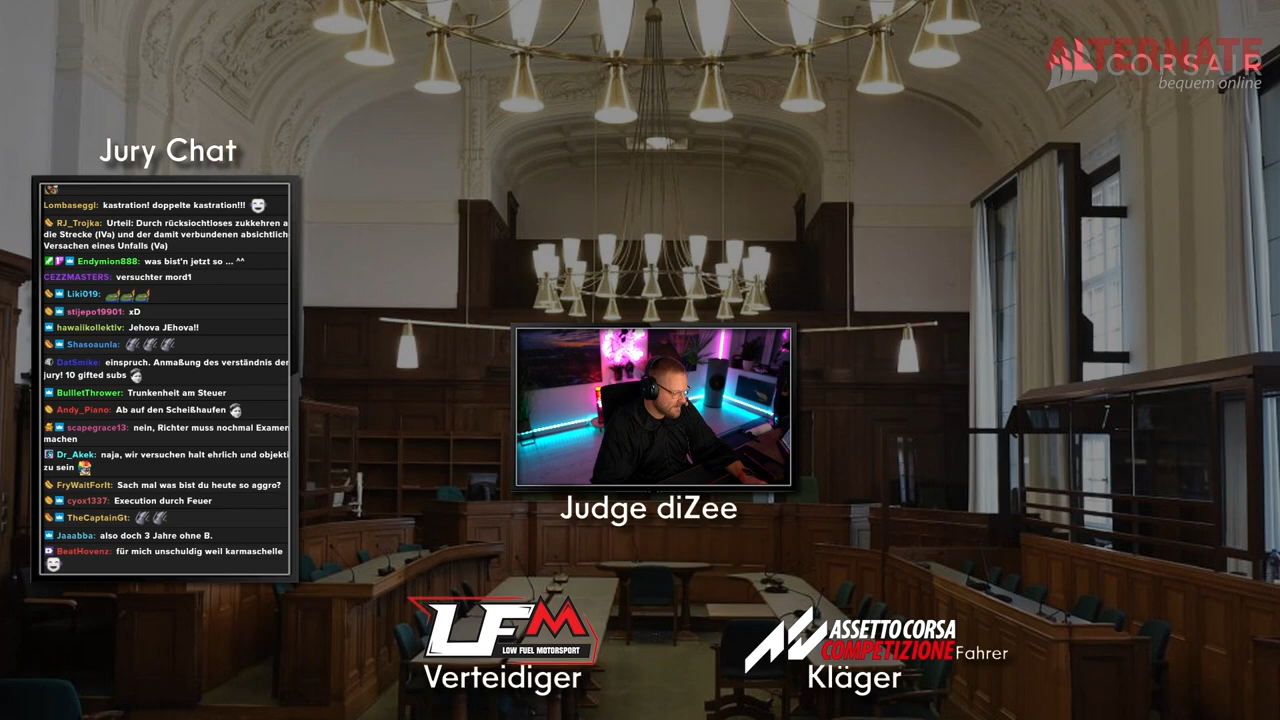 ALTERNATE
CORSAIR
bequem online
Jury Chat
Lombaseggl: kastration! doppelte kastration!!!
RJ_Trojka: Urteil: Durch rücksiochtloses zukkehren a
die Strecke (IVa) und der damit verbundenen absichtlich
Versachen eines Unfalls (Va)
Endymion888: was bist'n jetzt so ... ^^
CEZZMASTERS: versuchter mord1
Liki019:
stijepo19901: xD
hawaiikollektiv: Jehova JEhova!!
Shasoaunla:
DatSmike: einspruch. Anmaßung des verständnis der
jury! 10 gifted subs
BullletThrower: Trunkenheit am Steuer
Andy_Piano: Ab auf den Scheißhaufen
scapegrace13: nein, Richter muss nochmal Examen
machen
Dr_Akek: naja, wir versuchen halt ehrlich und objekti
zu sein
FryWaitForIt: Sach mal was bist du heute so aggro?
cyox1337: Execution durch Feuer
TheCaptainGt:
Jaaabba: also doch 3 Jahre ohne B.
BeatHovenz: für mich unschuldig weil karmaschelle
Judge diZee
LFM
LOW FUEL MOTORSPORT
Verteidiger
ASSETTO CORSA
COMPETIZIONE Fahrer
Kläger